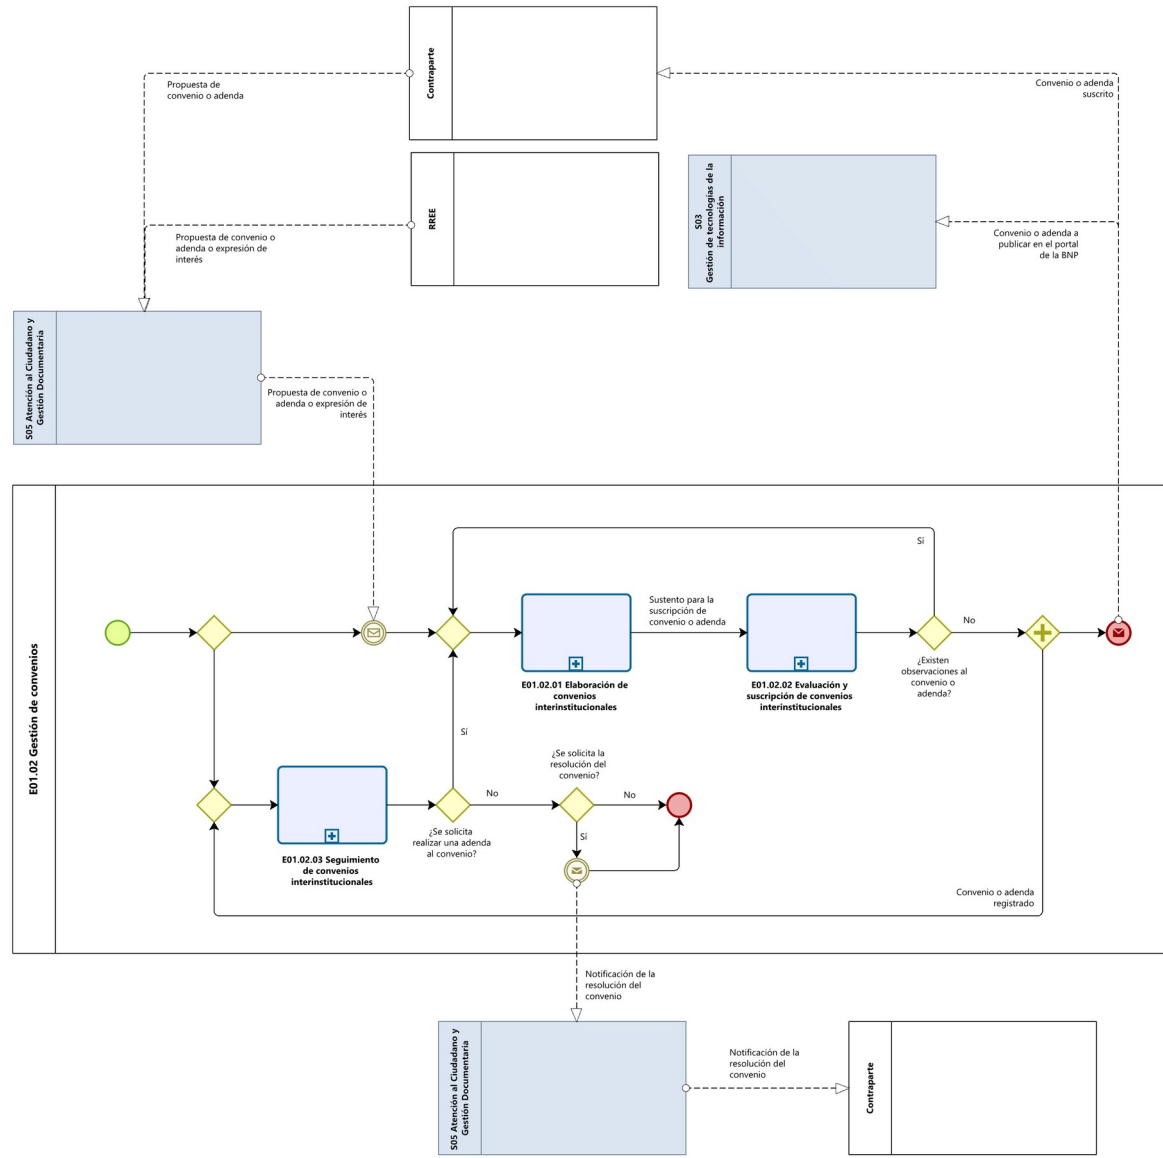 Contraparte
Propuesta de
convenio o adenda
Convenio o adenda
suscrito
RREE
Propuesta de convenio o
adenda o expresión de
interés
S03
Gestión de tecnologías de la
información
Convenio o adenda a
publicar en el portal
de la BNP
S05 Atención al Ciudadano y
Gestión Documentaria
Propuesta de convenio o
adenda o expresión de
interés
E01.02 Gestión de convenios
Sí
Sustento para la
suscripción de
convenio o adenda
No
E01.02.01 Elaboración de
convenios
interinstitucionales
E01.02.02 Evaluación y
suscripción de convenios
interinstitucionales
¿Existen
observaciones al
convenio o
adenda?
Sí
¿Se solicita la
resolución del
convenio?
No
No
¿Se solicita
realizar una adenda
al convenio?
Sí
E01.02.03 Seguimiento
de convenios
interinstitucionales
Convenio o adenda
registrado
Notificación de la
resolución del
convenio
S05 Atención al Ciudadano y
Gestión Documentaria
Notificación de la
resolución del
convenio
Contraparte